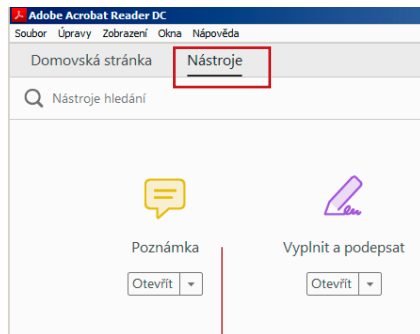 Adobe Acrobat Reader DC
Soubor Úpravy Zobrazení Okna Nápověda
Domovská stránka Nástroje
Nástroje hledání
Poznámka Vyplnit a podepsat
Otevřít Otevřít